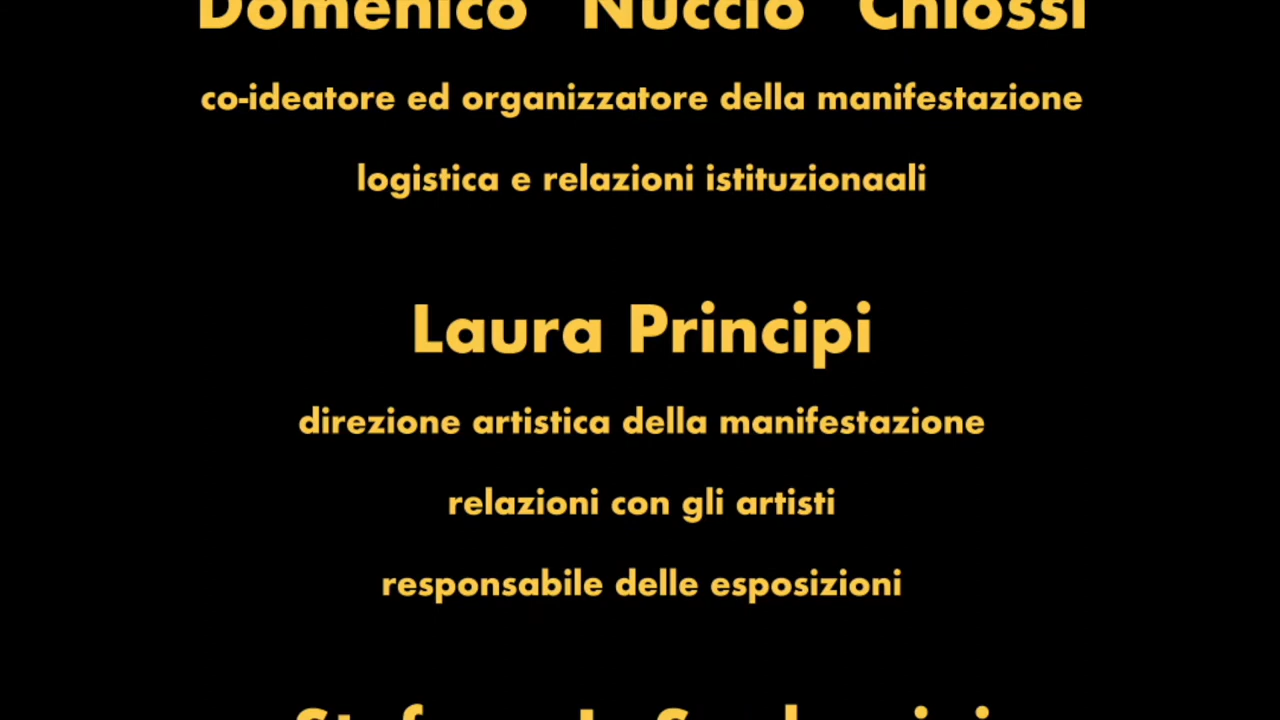 Domenico "Nuccio" Chiossi
co-ideatore ed organizzatore della manifestazione
logistica e relazioni istituzionaali
Laura Principi
direzione artistica della manifestazione
relazioni con gli artisti
responsabile delle esposizioni